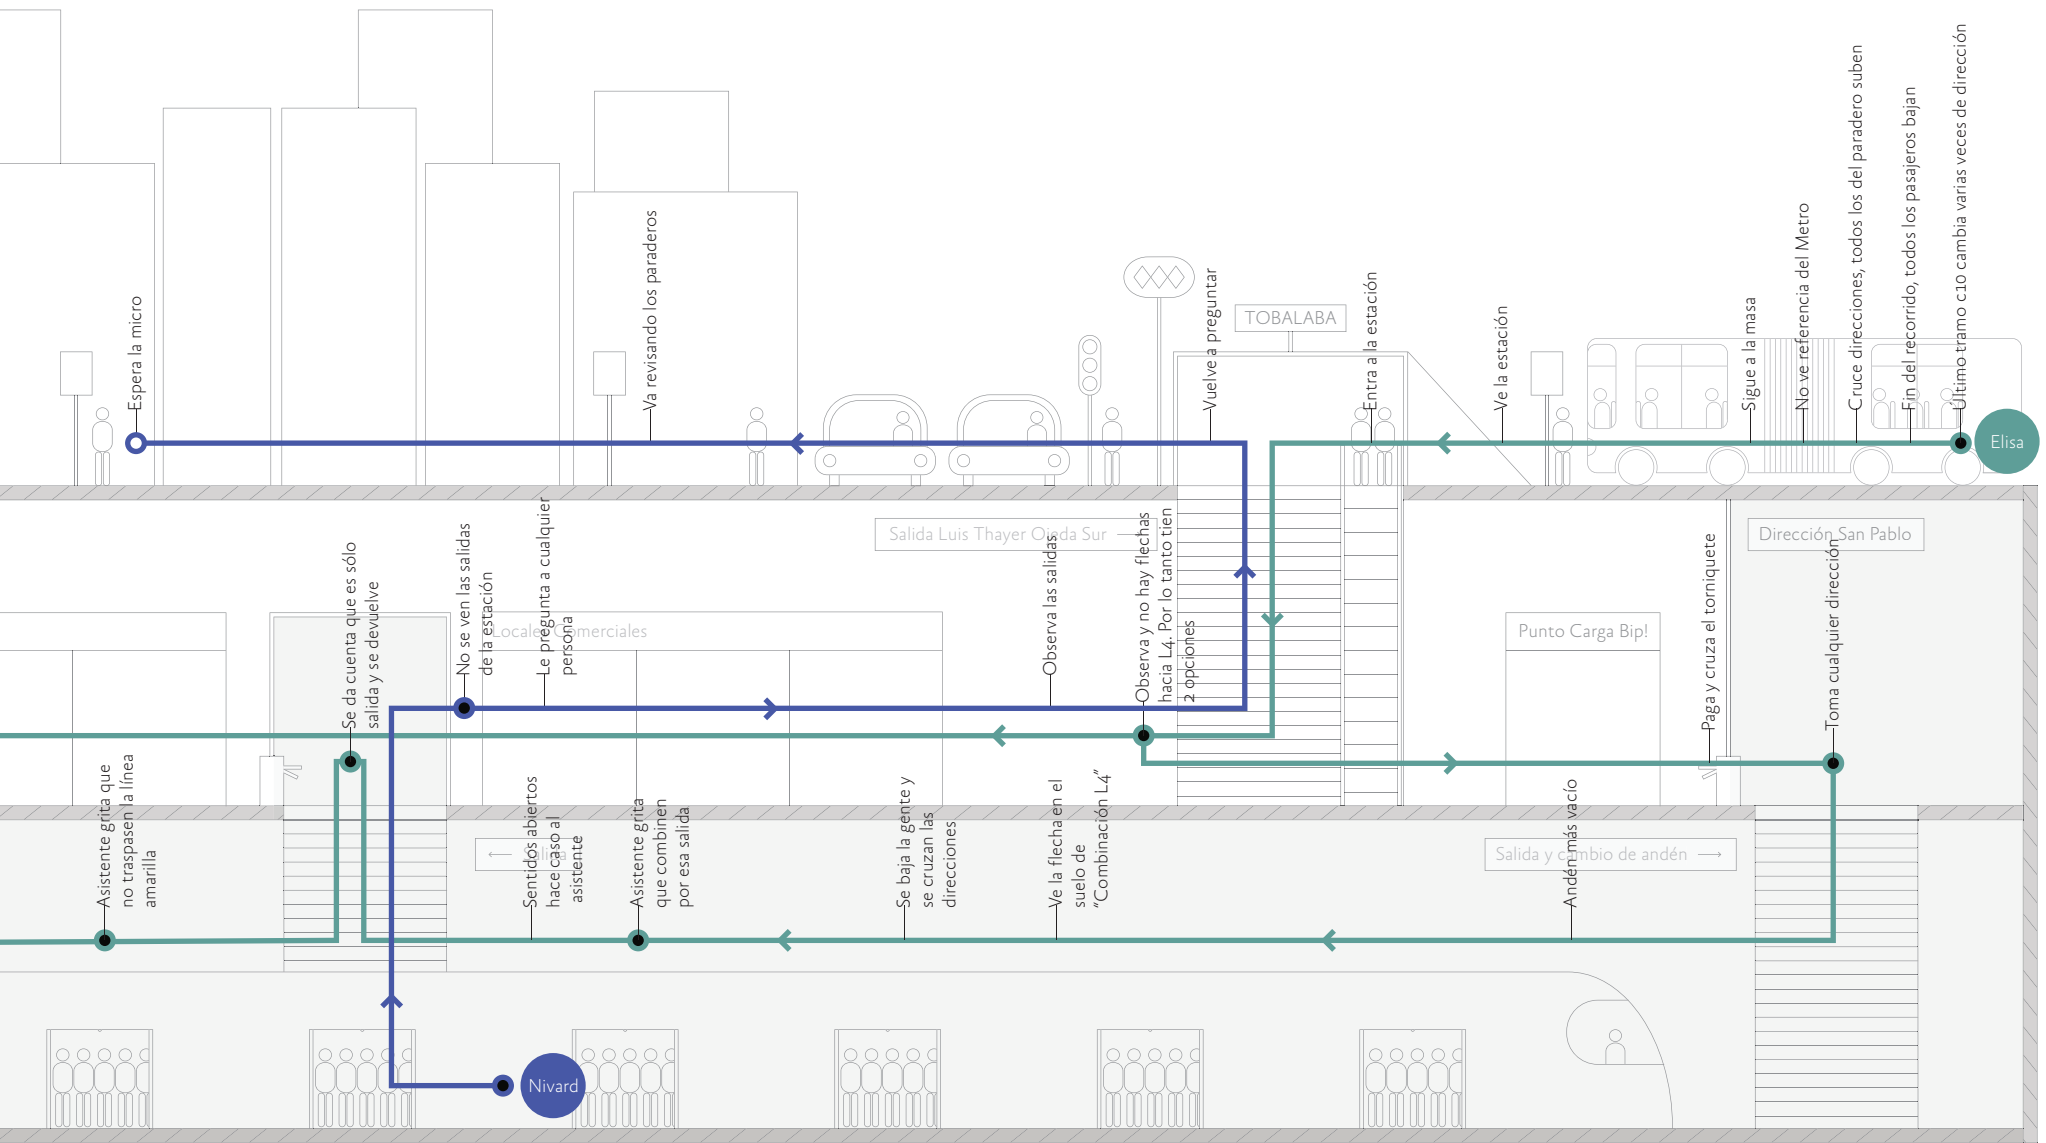 Espera la micro
Va revisando los paraderos
Vuelve a preguntar
TOBALABA
Entra a la estación
Ve la estación
Sigue a la masa
No ve referencia del Metro
Cruce direcciones, todos los del paradero suben
Fin del recorrido, todos los pasajeros bajan
Último tramo c10 cambia varias veces de dirección
Elisa
Se da cuenta que es sólo
salida y se devuelve
No se ven las salidas
de la estación
Le pregunta a cualquier
persona
Locales Comerciales
Salida Luis Thayer Ojeda Sur
Observa las salidas
Observa y no hay flechas
hacia L4. Por lo tanto tien
2 opciones
Punto Carga Bip!
Paga y cruza el torniquete
Dirección San Pablo
Toma cualquier dirección
Asistente grita que
no traspasen la línea
amarilla
← Salida
Sentidos abiertos
hace caso al
asistente
Asistente grita
que combinen
por esa salida
Se baja la gente y
se cruzan las
direcciones
Ve la flecha en el
suelo de
“Combinación L4”
Salida y cambio de andén →
Andén más vacío
Nivard